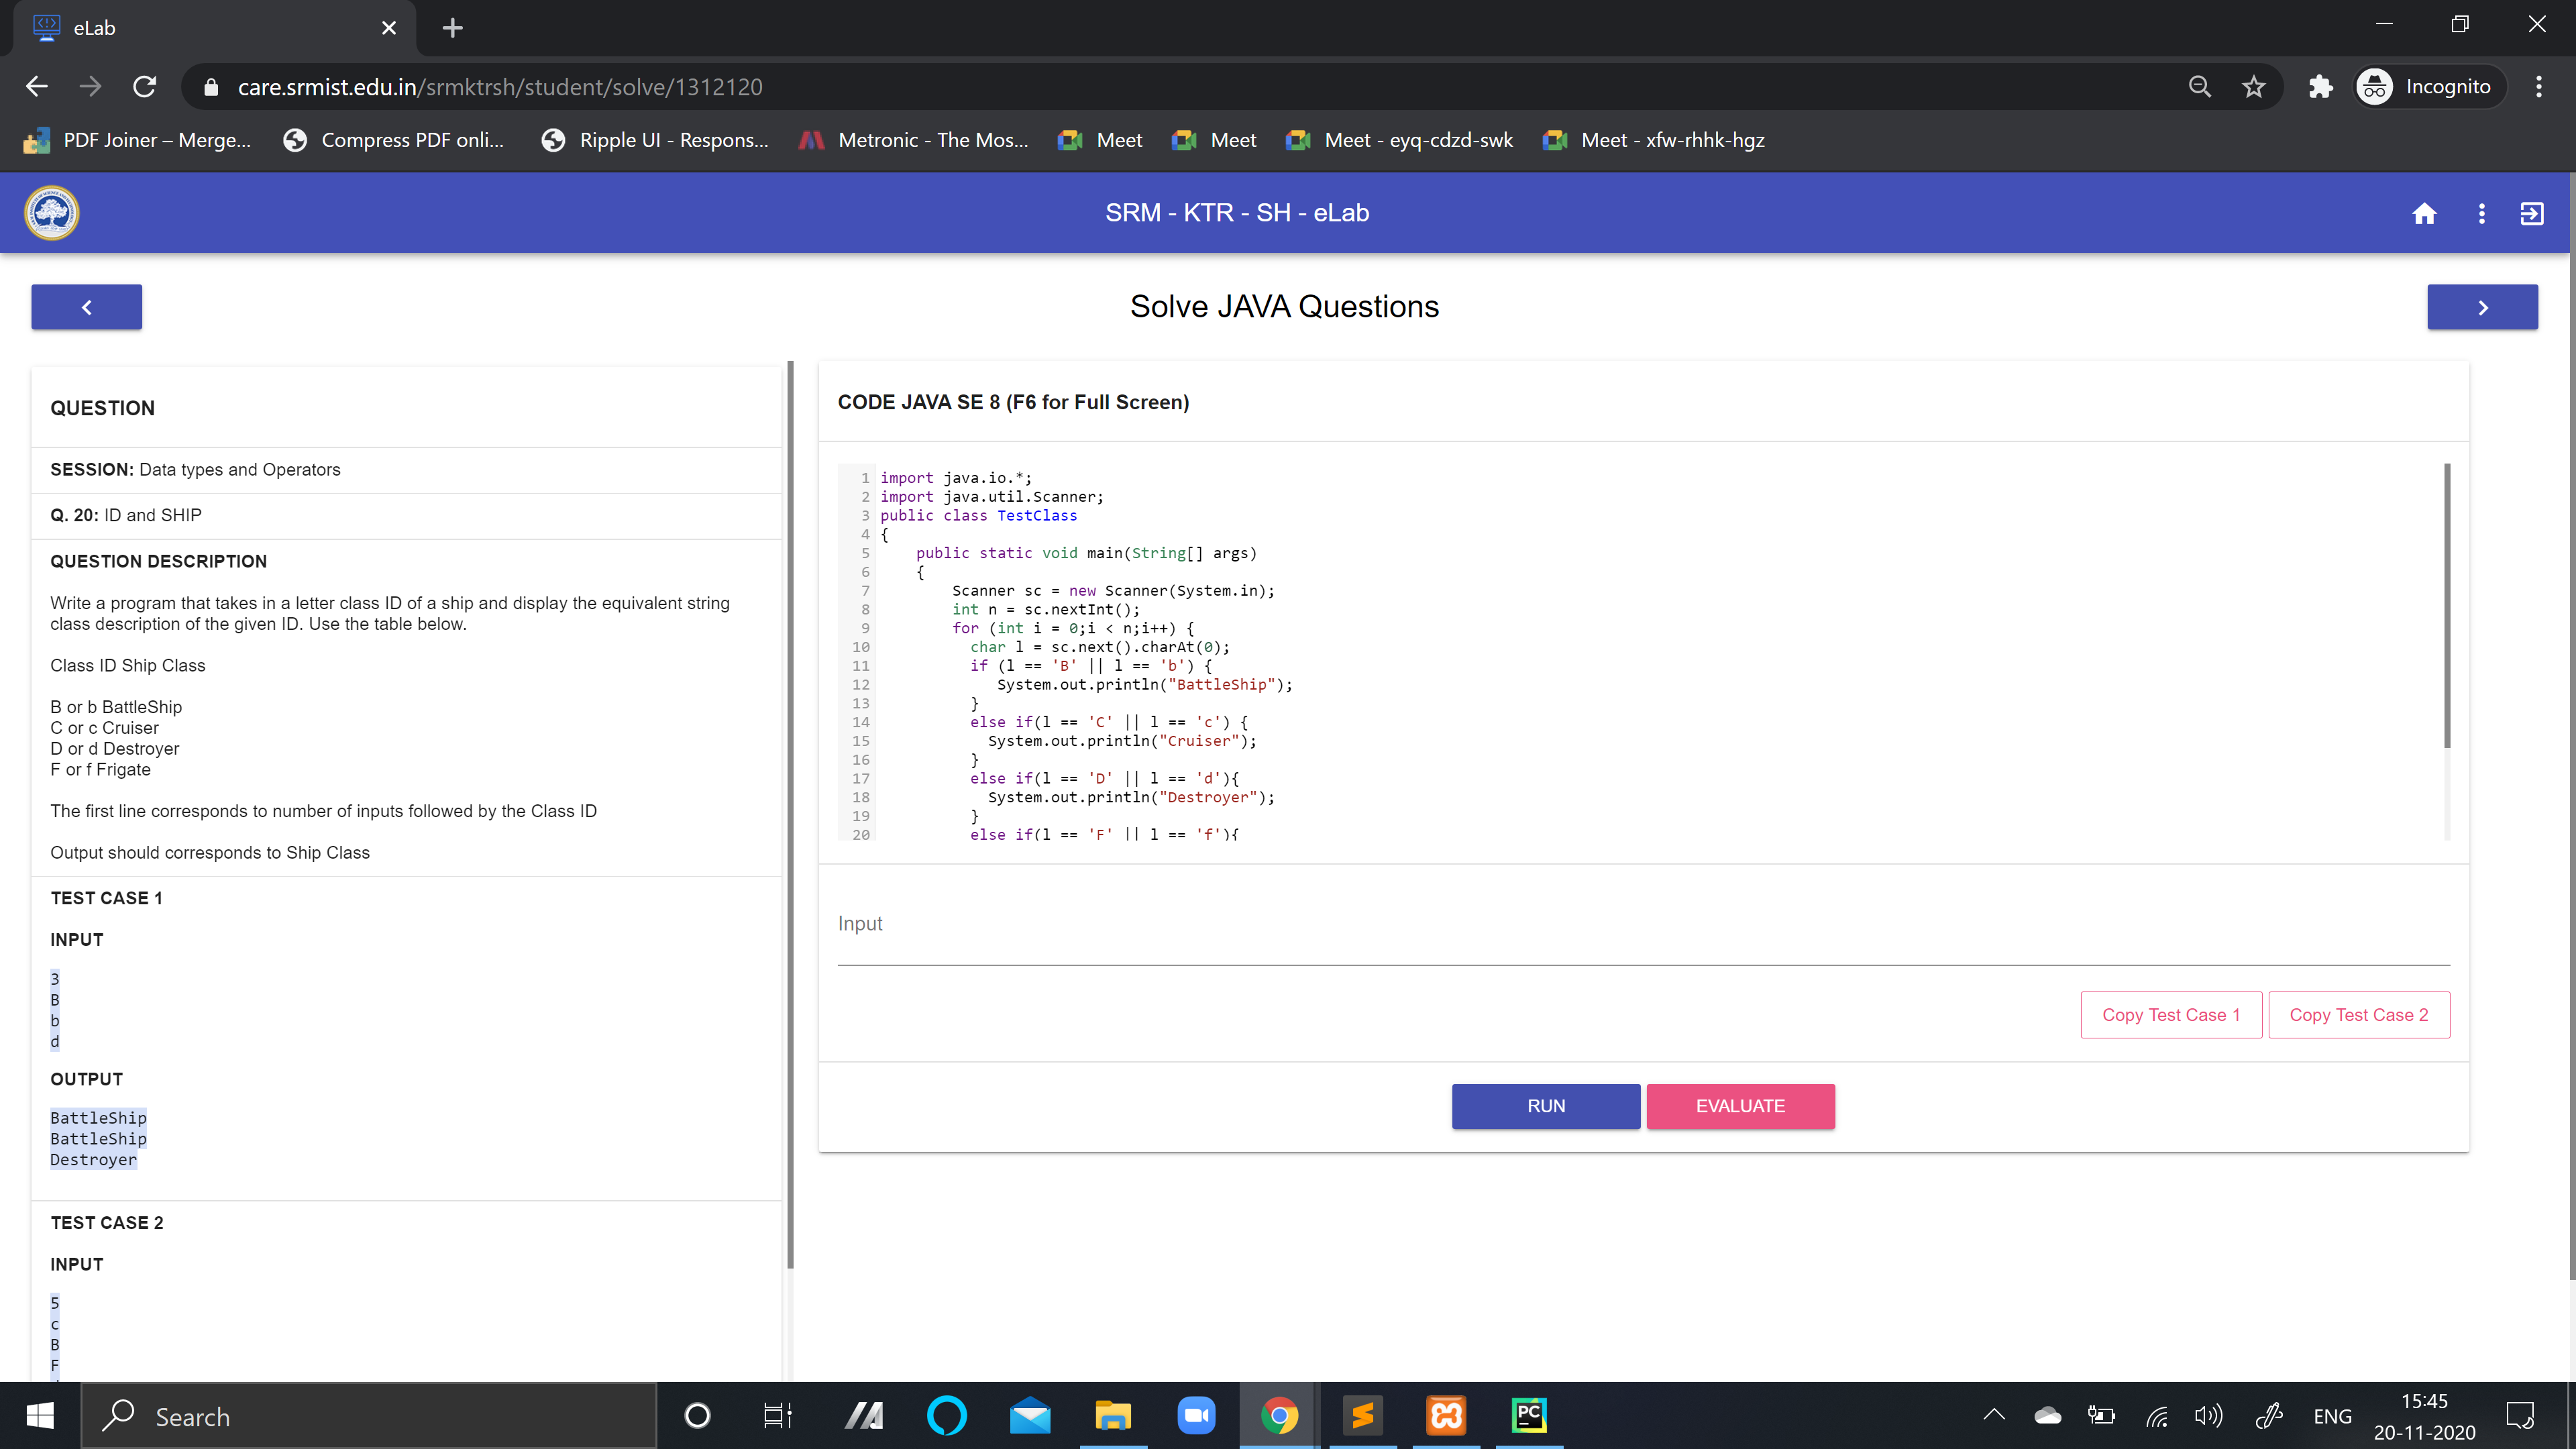 eLab
care.srmist.edu.in/srmktrsh/student/solve/1312120
Incognito
PDF Joiner – Merge...
Compress PDF onli...
Ripple UI - Respons...
Metronic - The Mos...
Meet
Meet
Meet - eyq-cdzd-swk
Meet - xfw-rhhk-hgz
SRM - KTR - SH - eLab
Solve JAVA Questions
QUESTION
SESSION: Data types and Operators
Q. 20: ID and SHIP
QUESTION DESCRIPTION
Write a program that takes in a letter class ID of a ship and display the equivalent string
class description of the given ID. Use the table below.
Class ID Ship Class
B or b BattleShip
C or c Cruiser
D or d Destroyer
F or f Frigate
The first line corresponds to number of inputs followed by the Class ID
Output should corresponds to Ship Class
TEST CASE 1
INPUT
3
B
b
d
OUTPUT
BattleShip
BattleShip
Destroyer
TEST CASE 2
INPUT
5
c
B
F
CODE JAVA SE 8 (F6 for Full Screen)
1 import java.io.*;
2 import java.util.Scanner;
3 public class TestClass
4 {
5 public static void main(String[] args)
6 {
7 Scanner sc = new Scanner(System.in);
8 int n = sc.nextInt();
9 for (int i = 0;i < n;i++) {
10 char l = sc.next().charAt(0);
11 if (l == 'B' || l == 'b') {
12 System.out.println("BattleShip");
13 }
14 else if(l == 'C' || l == 'c') {
15 System.out.println("Cruiser");
16 }
17 else if(l == 'D' || l == 'd'){
18 System.out.println("Destroyer");
19 }
20 else if(l == 'F' || l == 'f'){
Input
Copy Test Case 1
Copy Test Case 2
RUN
EVALUATE
Search
PC
ENG
15:45
20-11-2020